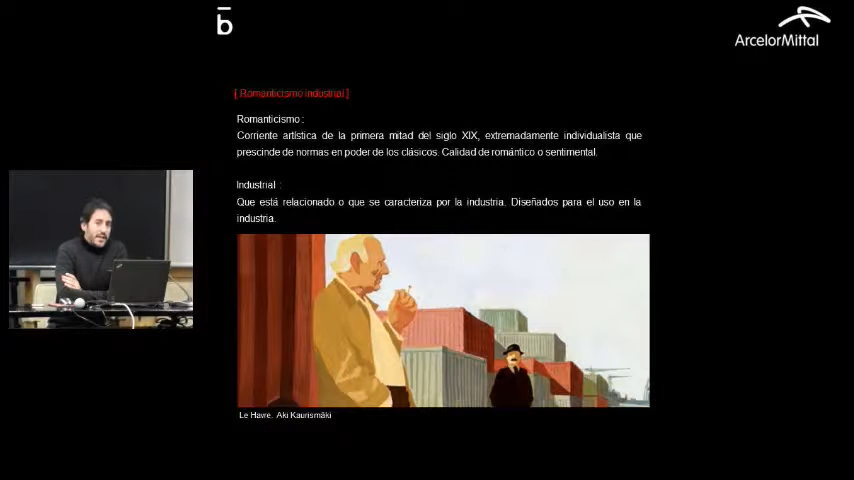 b
ArcelorMittal
[ Romanticismo industrial ]
Romanticismo :
Corriente artística de la primera mitad del siglo XIX, extremadamente individualista que
prescinde de normas en poder de los clásicos. Calidad de romántico o sentimental.
Industrial :
Que está relacionado o que se caracteriza por la industria. Diseñados para el uso en la
industria.
Le Havre. Aki Kaurismäki